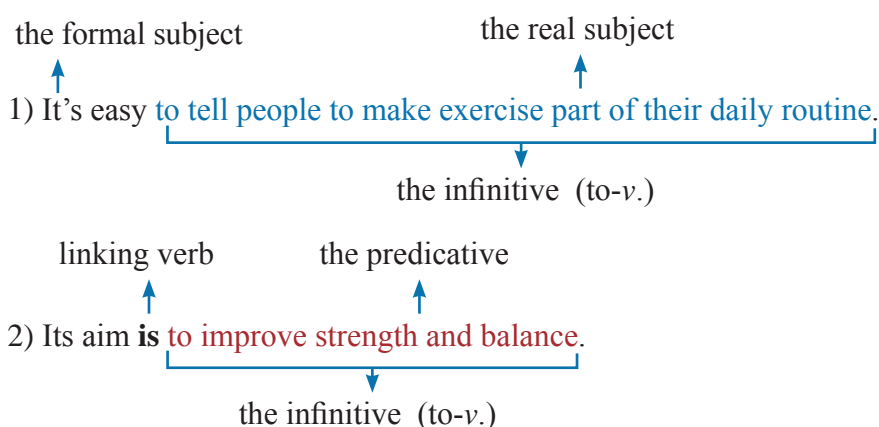 the formal subject the real subject
1) It's easy to tell people to make exercise part of their daily routine.
the infinitive (to-v.)
linking verb the predicative
2) Its aim is to improve strength and balance.
the infinitive (to-v.)